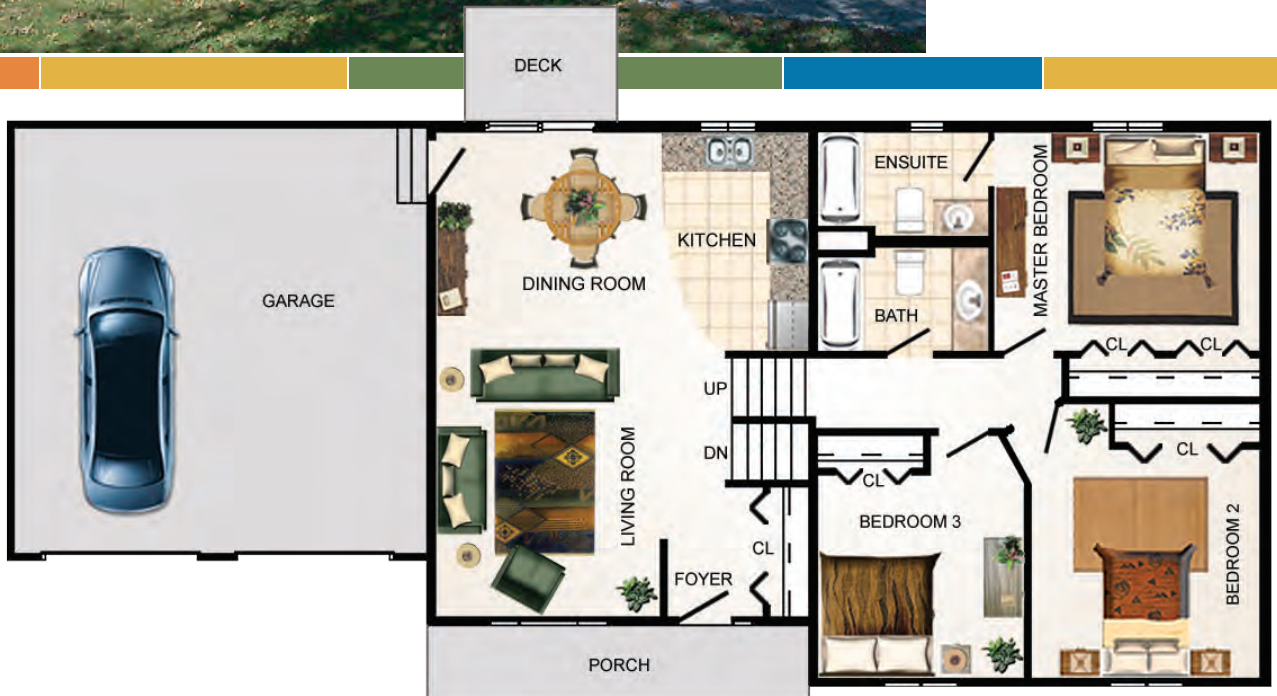 DECK
ENSUITE
MASTER BEDROOM
KITCHEN
DINING ROOM
GARAGE
BATH
CL
CL
UP
DN
LIVING ROOM
CL
CL
BEDROOM 3
BEDROOM 2
CL
FOYER
PORCH